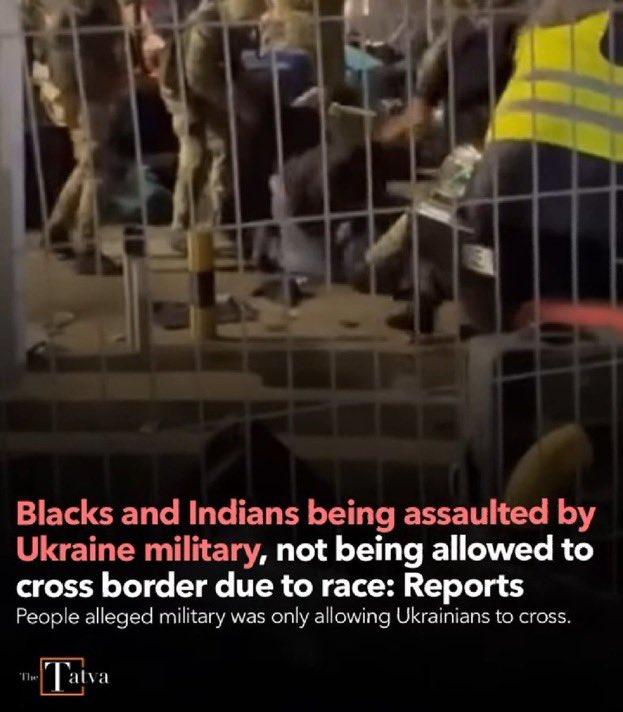 Blacks and Indians being assaulted by
Ukraine military, not being allowed to
cross border due to race: Reports
People alleged military was only allowing Ukrainians to cross.
The Tatva